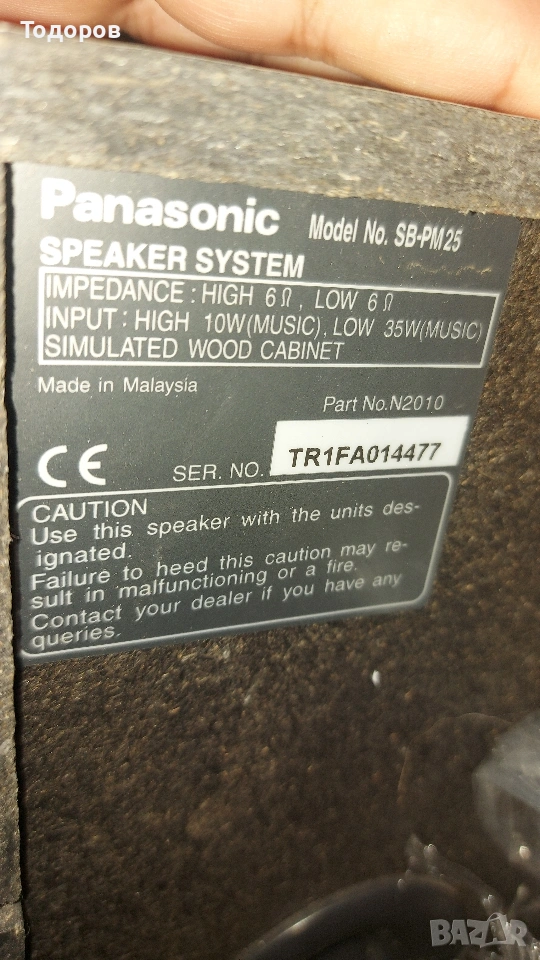 Тодоров
Panasonic Model No. SB-PM25
SPEAKER SYSTEM
IMPEDANCE : HIGH 6Ω , LOW 6Ω
INPUT : HIGH 10W(MUSIC), LOW 35W(MUSIC)
SIMULATED WOOD CABINET
Made in Malaysia
Part No.N2010
CE SER. NO. TR1FA014477
CAUTION
Use this speaker with the units des-
ignated.
Failure to heed this caution may re-
sult in malfunctioning or a fire.
Contact your dealer if you have any
queries.
BAZAR